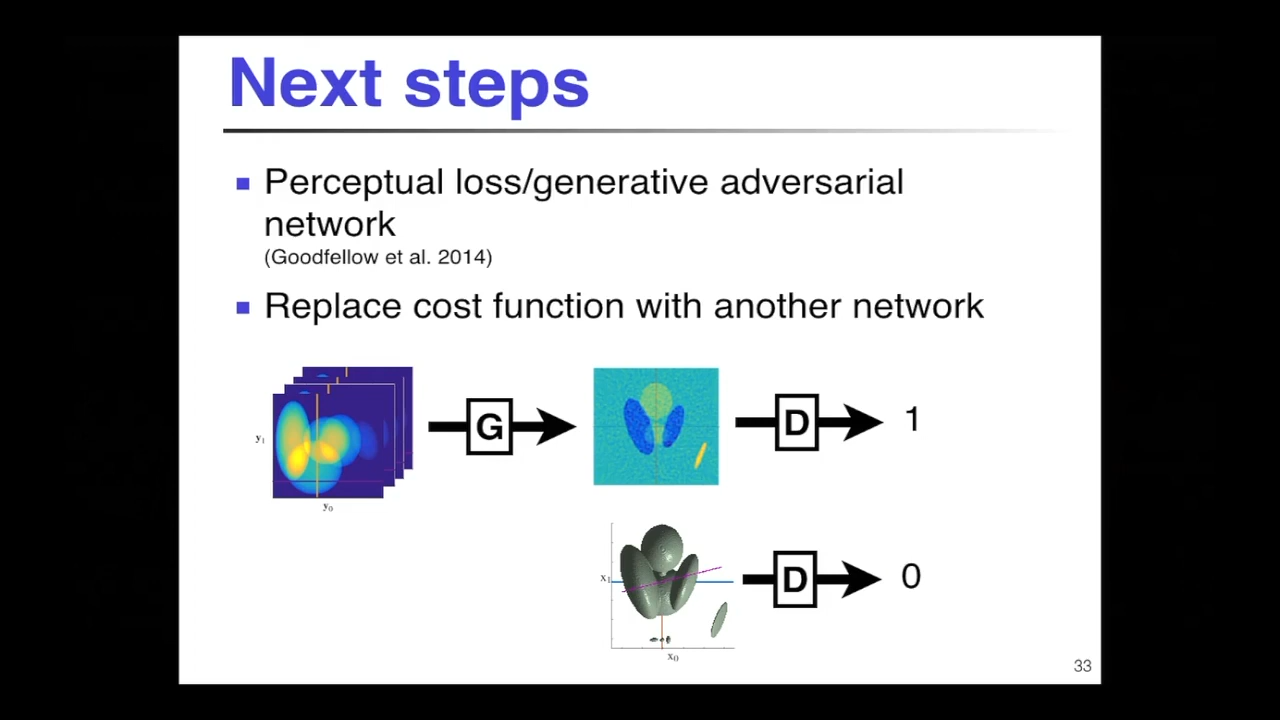 Next steps
Perceptual loss/generative adversarial
network
(Goodfellow et al. 2014)
Replace cost function with another network
y₁
y₀
G
D
1
x₁
x₀
D
0
33